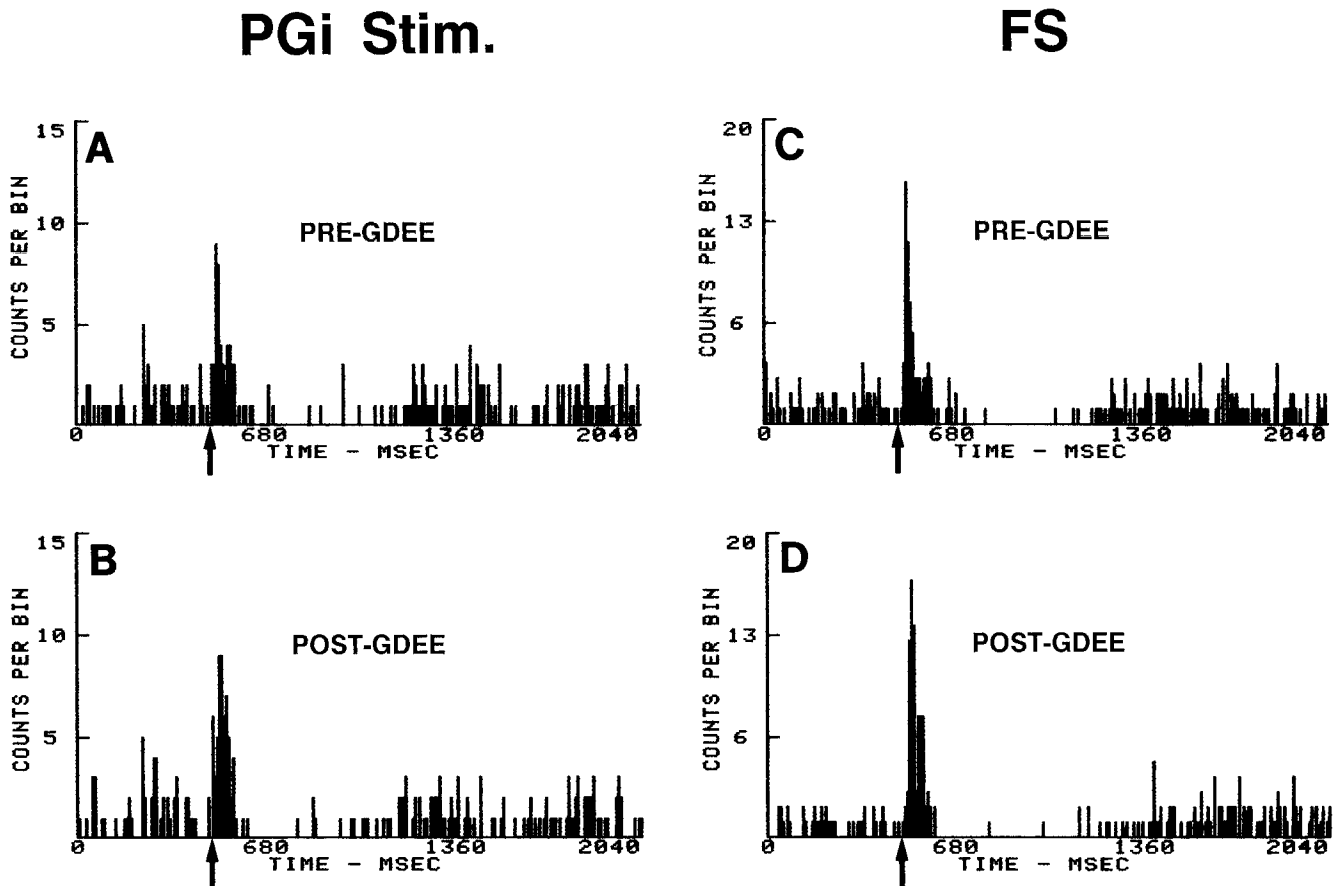 PGi Stim.
FS
A
PRE-GDEE
COUNTS PER BIN
15
10
5
0 680 1360 2040
TIME - MSEC
C
PRE-GDEE
COUNTS PER BIN
20
13
6
0 680 1360 2040
TIME - MSEC
B
POST-GDEE
COUNTS PER BIN
15
10
5
0 680 1360 2040
TIME - MSEC
D
POST-GDEE
COUNTS PER BIN
20
13
6
0 680 1360 2040
TIME - MSEC